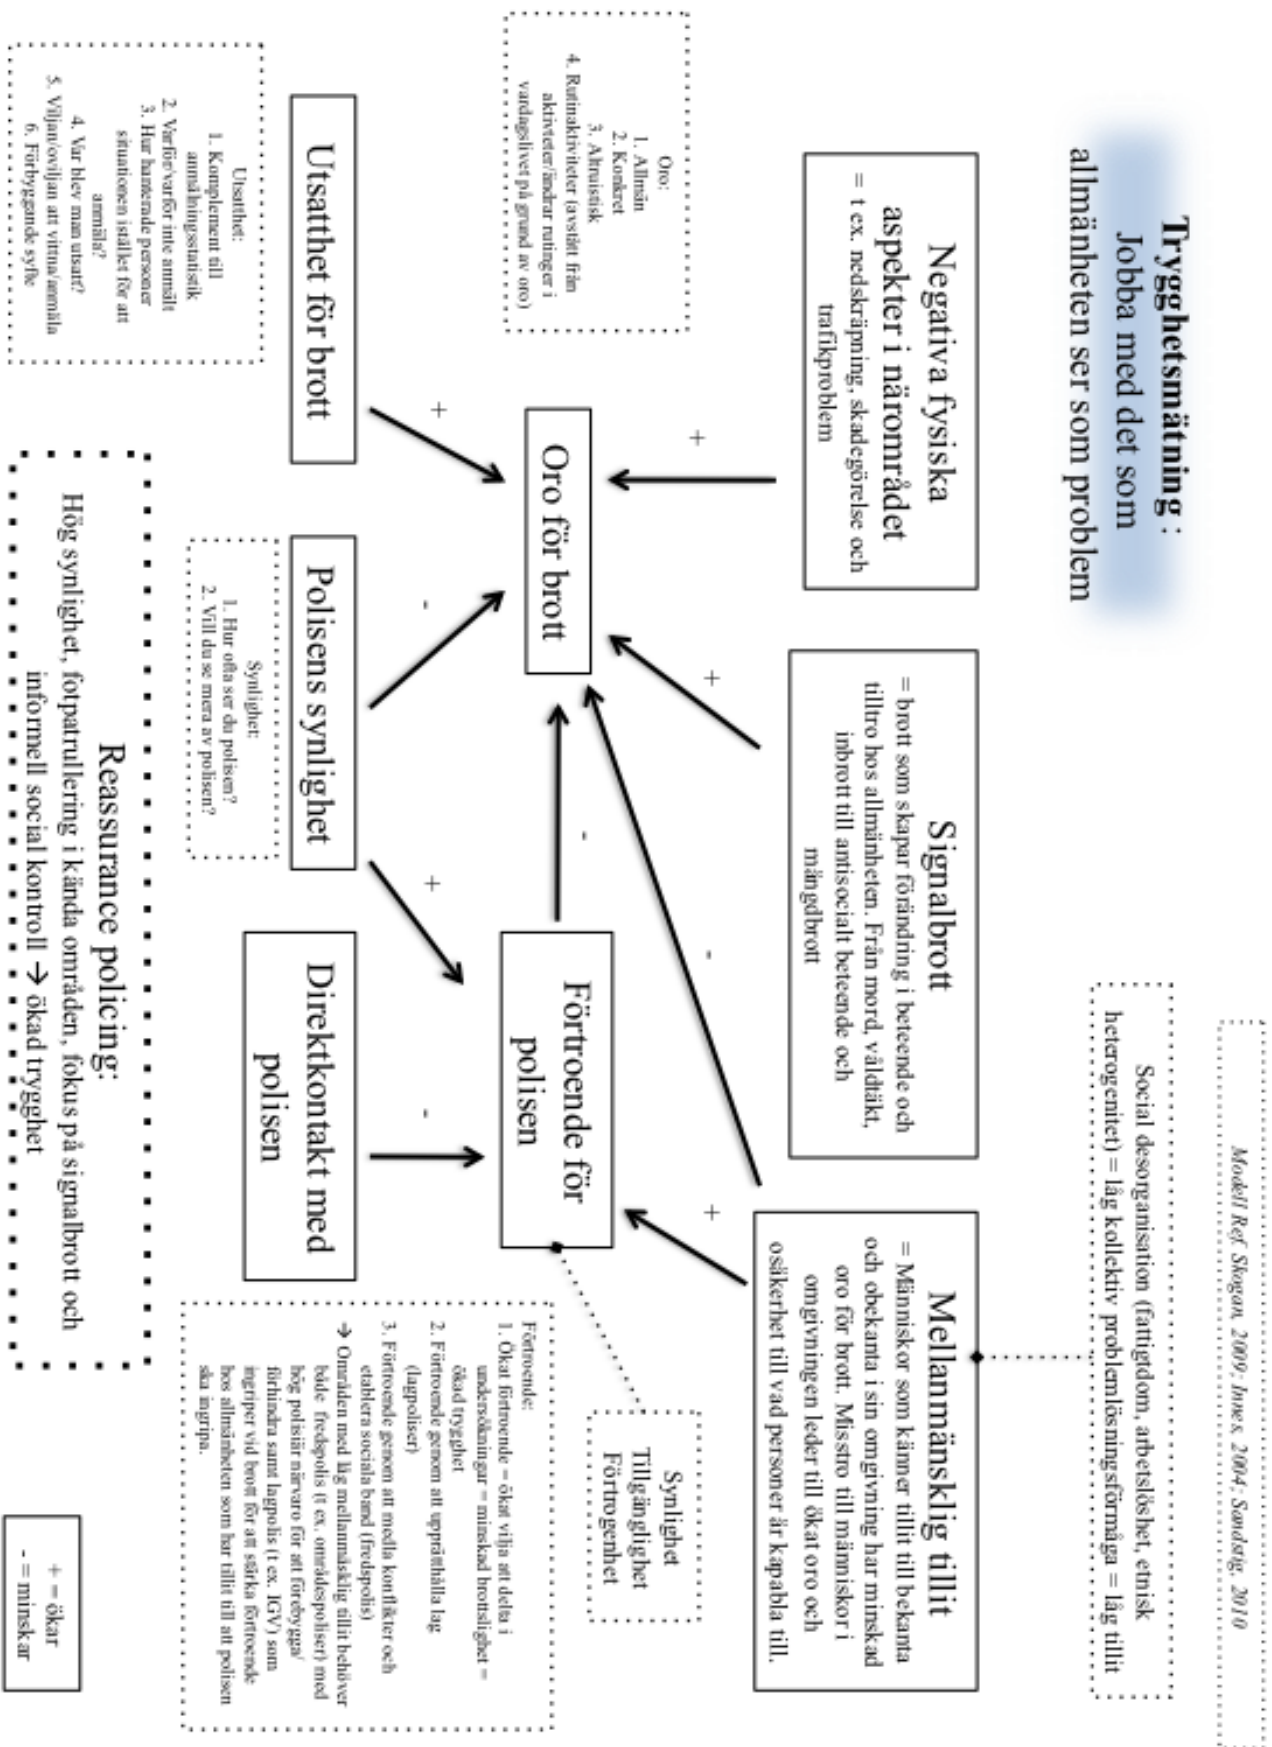 Modell Ref. Skogan, 2009; Innes, 2004; Sandstig, 2010
Trygghetsmätning :
Jobba med det som
allmänheten ser som problem
Social desorganisation (fattigtdom, arbetslöshet, etnisk
heterogenitet) = låg kollektiv problemlösningsförmåga = låg tillit
Negativa fysiska
aspekter i närområdet
= t ex. nedskräpning, skadegörelse och
trafikproblem
Signalbrott
= brott som skapar förändring i beteende och
tilltro hos allmänheten. Från mord, våldtäkt,
inbrott till antisocialt beteende och
mängdbrott
Mellanmänsklig tillit
= Människor som känner tillit till bekanta
och obekanta i sin omgivning har minskad
oro för brott. Misstro till människor i
omgivningen leder till ökat oro och
osäkerhet till vad personer är kapabla till.
+
+
-
+
Oro:
1. Allmän
2. Konkret
3. Altruistisk
4. Rutinaktiviteter (avstått från
aktivteter/ändrar rutinger i
vardagslivet på grund av oro)
Oro för brott
-
Förtroende för
polisen
Synlighet
Tillgänglighet
Förtrogenhet
+
-
+
-
Utsatthet för brott
Polisens synlighet
Direktkontakt med
polisen
Förtroende:
1. Ökat förtroende = ökat vilja att delta i
undersökningar = minskad brottslighet =
ökad trygghet
2. Förtroende genom att upprätthålla lag
(lagpoliser)
3. Förtroende genom att medla konflikter och
etablera sociala band (fredspolis)
→ Områden med låg mellanmäsklig tillit behöver
både fredspolis (t ex. områdespoliser) med
hög polisiär närvaro för att förebygga/
förhindra samt lagpolis (t ex. IGV) som
ingriper vid brott för att stärka förtroende
hos allmänheten som har tillit till att polisen
ska ingripa.
Utsatthet:
1. Komplement till
anmälningsstatistik
2. Varför/varför inte anmält
3. Hur hanterade personer
situationen istället för att
anmäla?
4. Var blev man utsatt?
5. Viljan/oviljan att vittna/anmäla
6. Förbyggande syfte
Synlighet:
1. Hur ofta ser du polisen?
2. Vill du se mera av polisen?
Reassurance policing:
Hög synlighet, fotpatrullering i kända områden, fokus på signalbrott och
informell social kontroll → ökad trygghet
+ = ökar
- = minskar